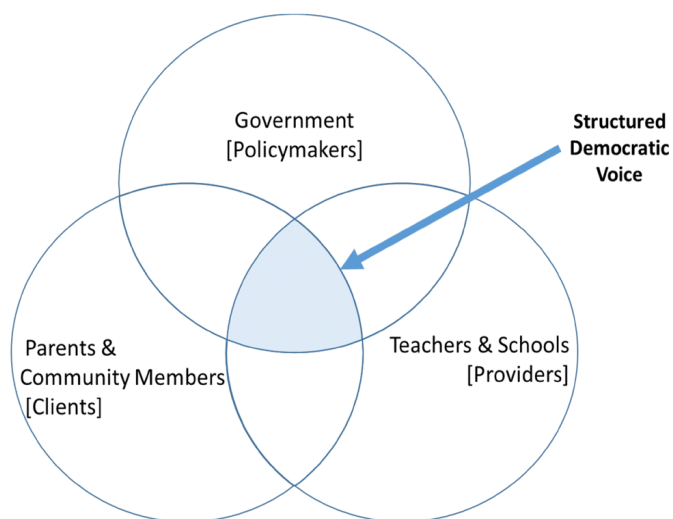 Government
[Policymakers]
Structured
Democratic
Voice
Parents &
Community Members
[Clients]
Teachers & Schools
[Providers]